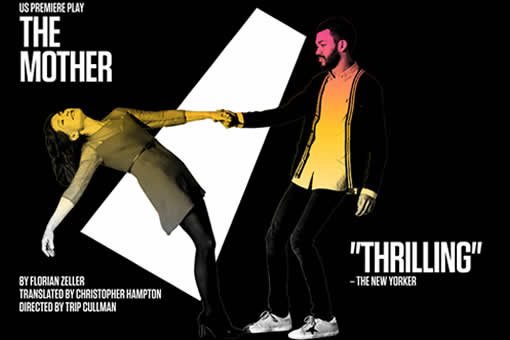 US PREMIERE PLAY
THE
MOTHER
"THRILLING"
– THE NEW YORKER
BY FLORIAN ZELLER
TRANSLATED BY CHRISTOPHER HAMPTON
DIRECTED BY TRIP CULLMAN